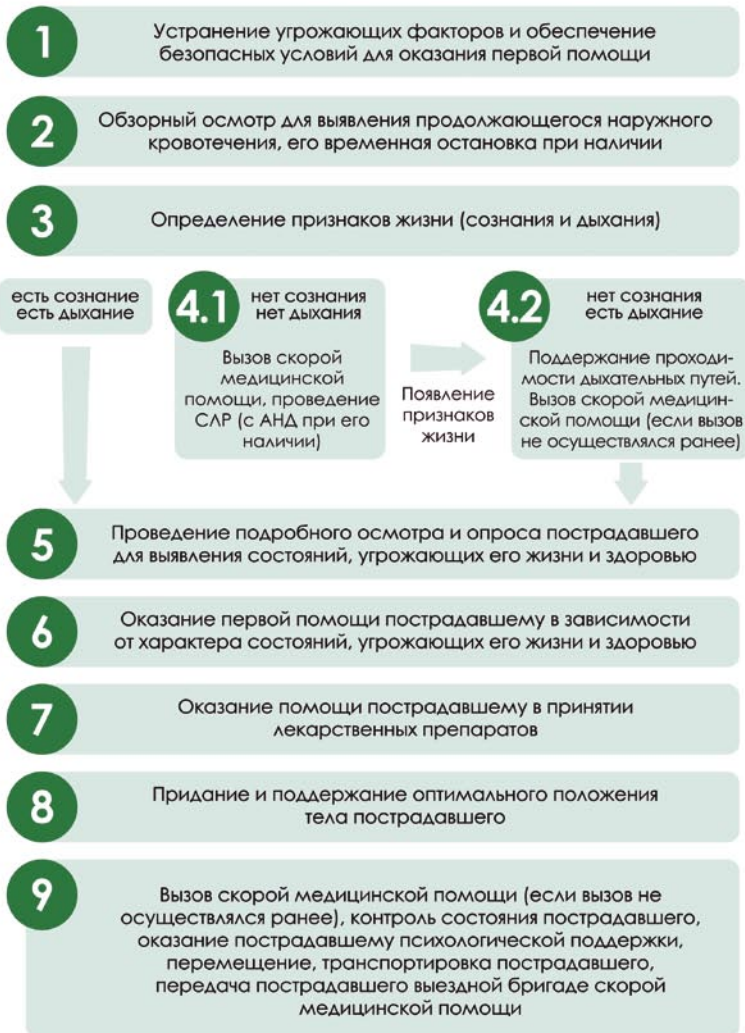 1
Устранение угрожающих факторов и обеспечение
безопасных условий для оказания первой помощи
2
Обзорный осмотр для выявления продолжающегося наружного
кровотечения, его временная остановка при наличии
3
Определение признаков жизни (сознания и дыхания)
есть сознание
есть дыхание
4.1
нет сознания
нет дыхания
Вызов скорой
медицинской
помощи, проведение
СЛР (с АНД при его
наличии)
Появление
признаков
жизни
4.2
нет сознания
есть дыхание
Поддержание проходи-
мости дыхательных путей.
Вызов скорой медицин-
ской помощи (если вызов
не осуществлялся ранее)
5
Проведение подробного осмотра и опроса пострадавшего
для выявления состояний, угрожающих его жизни и здоровью
6
Оказание первой помощи пострадавшему в зависимости
от характера состояний, угрожающих его жизни и здоровью
7
Оказание помощи пострадавшему в принятии
лекарственных препаратов
8
Придание и поддержание оптимального положения
тела пострадавшего
9
Вызов скорой медицинской помощи (если вызов не
осуществлялся ранее), контроль состояния пострадавшего,
оказание пострадавшему психологической поддержки,
перемещение, транспортировка пострадавшего,
передача пострадавшего выездной бригаде скорой
медицинской помощи